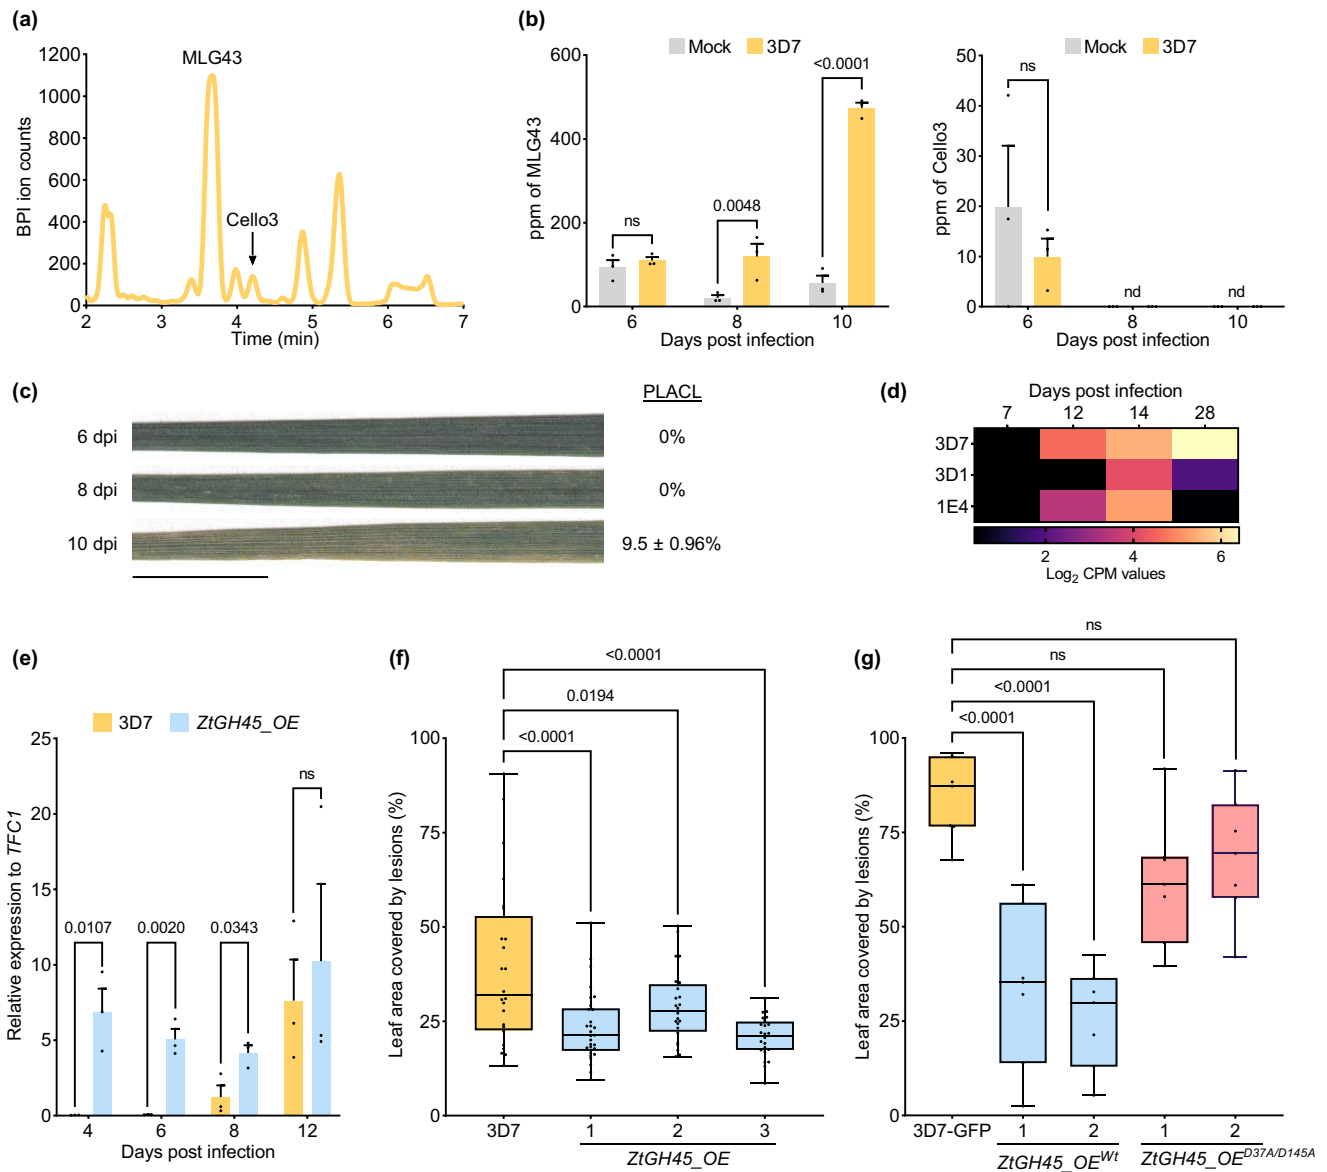 (a)
1200
1000
800
600
400
200
0
BPI ion counts
MLG43
Cello3
2 3 4 5 6 7
Time (min)
(b)
Mock 3D7
600
400
200
0
ppm of MLG43
ns
0.0048
<0.0001
6 8 10
Days post infection
Mock 3D7
50
40
30
20
10
0
ppm of Cello3
ns
nd
nd
6 8 10
Days post infection
(c)
PLACL
6 dpi 0%
8 dpi 0%
10 dpi 9.5 ± 0.96%
(d)
Days post infection
7 12 14 28
3D7
3D1
1E4
2 4 6
Log2 CPM values
(e)
3D7 ZtGH45_OE
25
20
15
10
5
0
Relative expression to TFC1
0.0107
0.0020
0.0343
ns
4 6 8 12
Days post infection
(f)
<0.0001
0.0194
<0.0001
100
75
50
25
0
Leaf area covered by lesions (%)
3D7 1 2 3
ZtGH45_OE
(g)
ns
ns
<0.0001
<0.0001
100
75
50
25
0
Leaf area covered by lesions (%)
3D7-GFP 1 2 1 2
ZtGH45_OE^Wt ZtGH45_OE^D37A/D145A